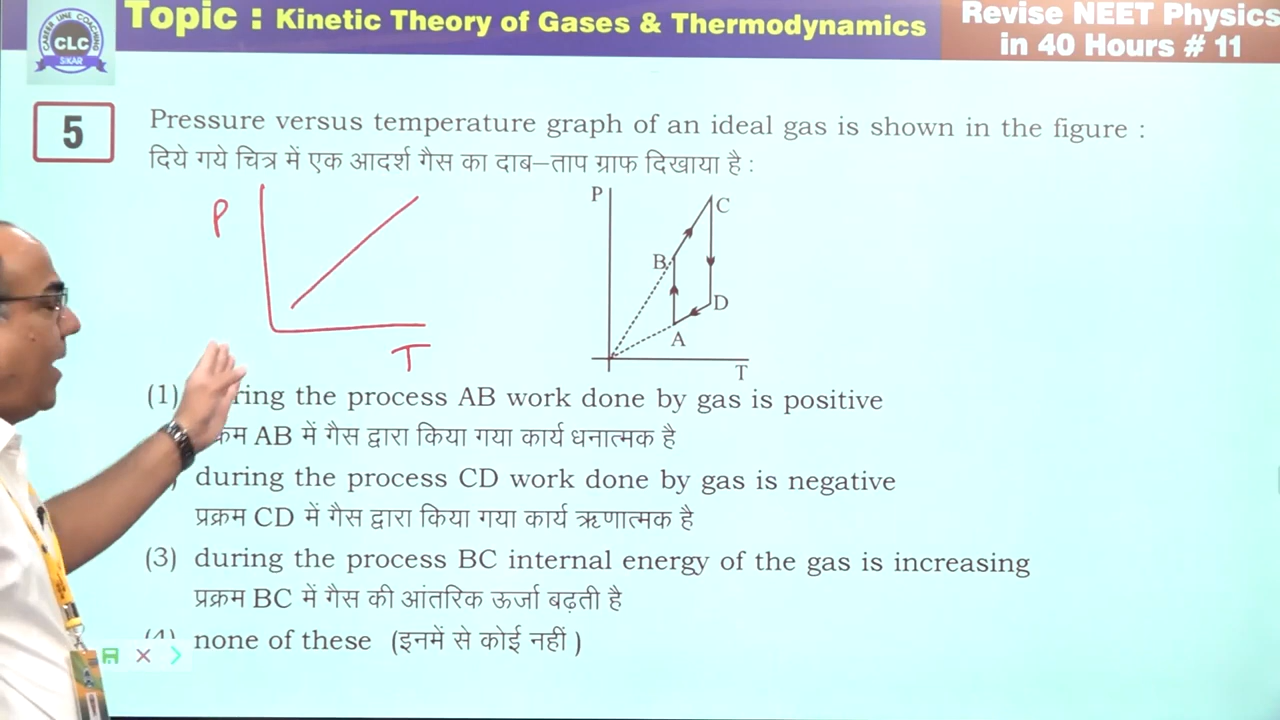 Topic : Kinetic Theory of Gases & Thermodynamics
Revise NEET Physics
in 40 Hours # 11
CAREER LINE COACHING
CLC
SIKAR
5
Pressure versus temperature graph of an ideal gas is shown in the figure :
दिये गये चित्र में एक आदर्श गैस का दाब–ताप ग्राफ दिखाया है :
P
T
P
C
B
D
A
T
(1) ring the process AB work done by gas is positive
AB में गैस द्वारा किया गया कार्य धनात्मक है
during the process CD work done by gas is negative
प्रक्रम CD में गैस द्वारा किया गया कार्य ऋणात्मक है
(3) during the process BC internal energy of the gas is increasing
प्रक्रम BC में गैस की आंतरिक ऊर्जा बढ़ती है
(4) none of these (इनमें से कोई नहीं )